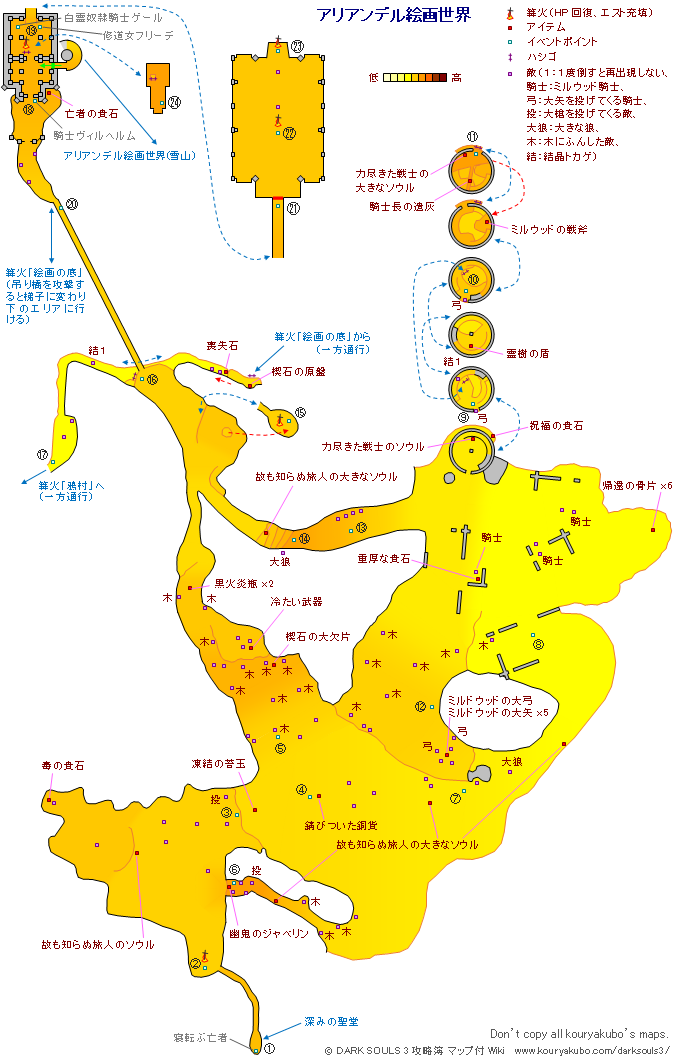 アリアンデル絵画世界
篝火(HP回復、エスト充填)
アイテム
イベントポイント
ハシゴ
敵(1:1度倒すと再出現しない、
騎士:ミルウッド騎士、
弓:大矢を投げてくる騎士、
投:大槍を投げてくる敵、
大狼:大きな狼、
木:木にふんした敵、
結:結晶トカゲ)
低
高
白霊奴隷騎士ゲール
修道女フリーデ
⑲
⑱
亡者の貪石
騎士ヴィルヘルム
アリアンデル絵画世界(雪山)
㉔
㉓
㉒
㉑
⑳
篝火「絵画の底」
(吊り橋を攻撃す
ると梯子に変わり
下のエリアに行
ける)
⑪
力尽きた戦士の
大きなソウル
騎士長の遺灰
ミルウッドの戦斧
⑩
弓
霊樹の盾
結1
⑨
弓
祝福の貪石
力尽きた戦士のソウル
結1
喪失石
篝火「絵画の底」から
(一方通行)
楔石の原盤
⑯
⑮
⑰
篝火「鴉村」へ
(一方通行)
故も知らぬ旅人の大きなソウル
⑭
⑬
大狼
帰還の骨片×6
騎士
騎士
騎士
重厚な貪石
黒火炎瓶×2
木
木
冷たい武器
楔石の大欠片
木
木
木
木
木
木
木
木
木
木
木
⑧
⑫
ミルドウッドの大弓
ミルドウッドの大矢×5
弓
弓
大狼
⑤
⑦
毒の貪石
凍結の苔玉
投
③
④
錆びついた銅貨
故も知らぬ旅人の大きなソウル
⑥
投
木
木
木
幽鬼のジャベリン
故も知らぬ旅人のソウル
②
深みの聖堂
寝転ぶ亡者
①
Don't copy all kouryakubo's maps.
© DARK SOULS 3 攻略簿 マップ付 Wiki www.kouryakubo.com/darksouls3/